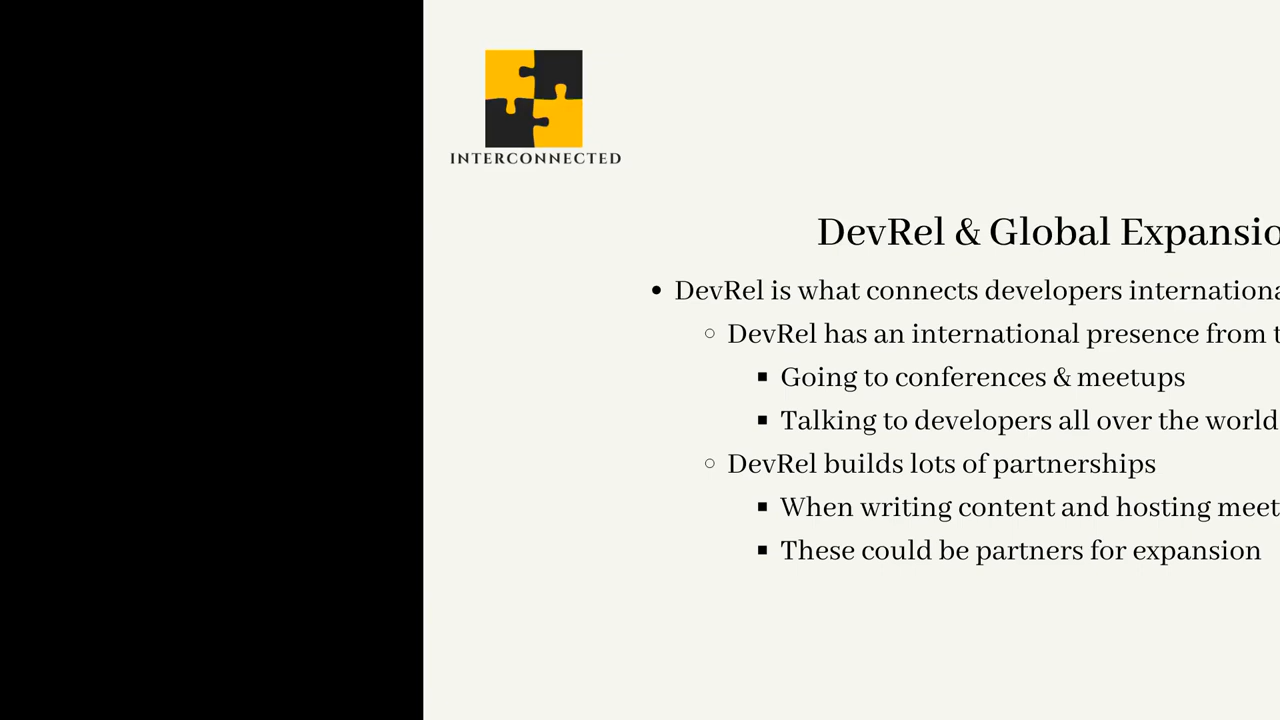 INTERCONNECTED
DevRel & Global Expansio
• DevRel is what connects developers internationa
○ DevRel has an international presence from t
▪ Going to conferences & meetups
▪ Talking to developers all over the world
○ DevRel builds lots of partnerships
▪ When writing content and hosting meet
▪ These could be partners for expansion